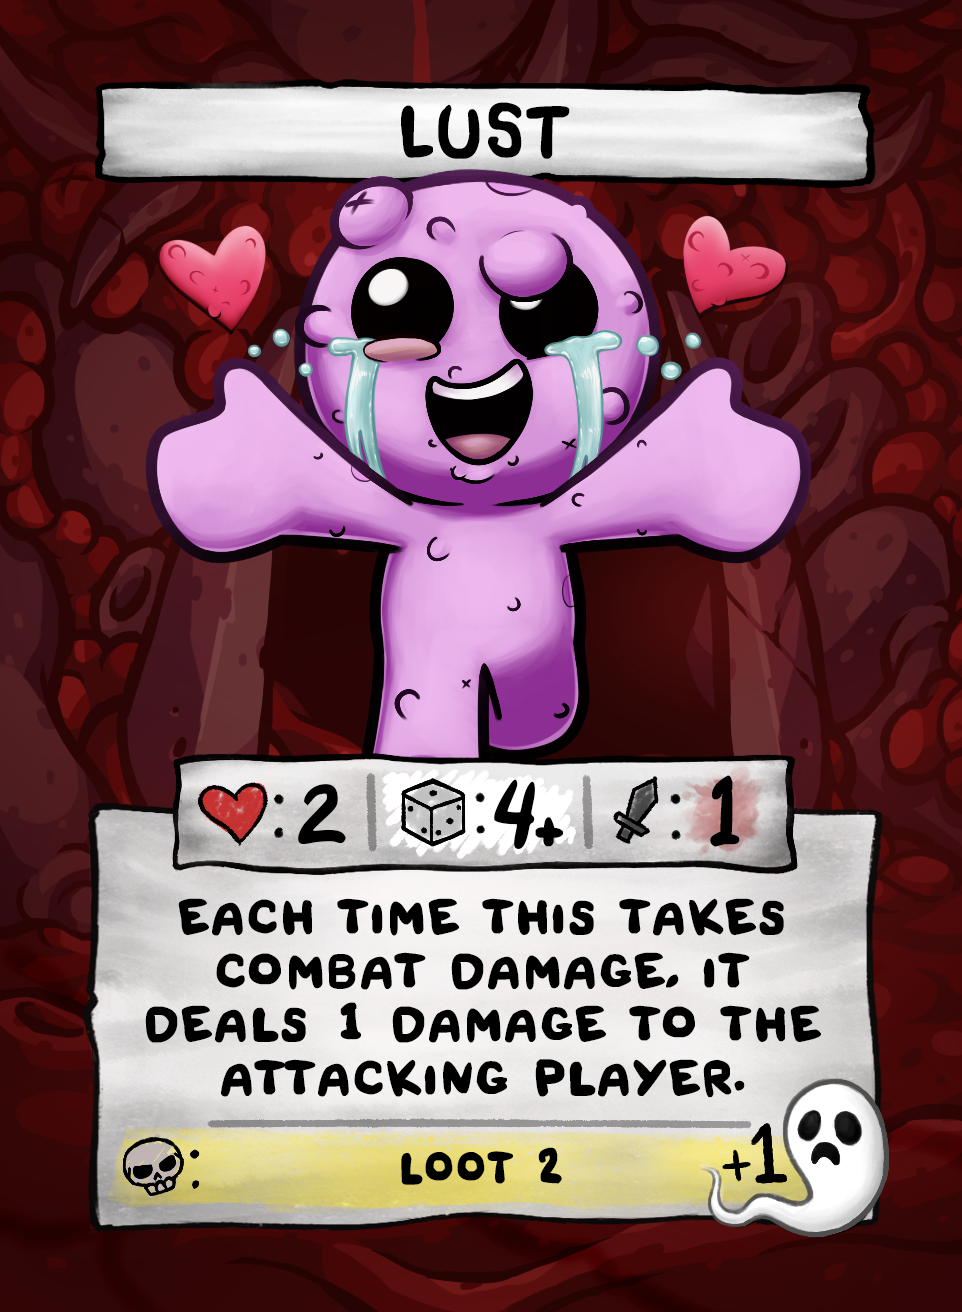 LUST
:2 :4+ :1
EACH TIME THIS TAKES
COMBAT DAMAGE, IT
DEALS 1 DAMAGE TO THE
ATTACKING PLAYER.
: LOOT 2 +1